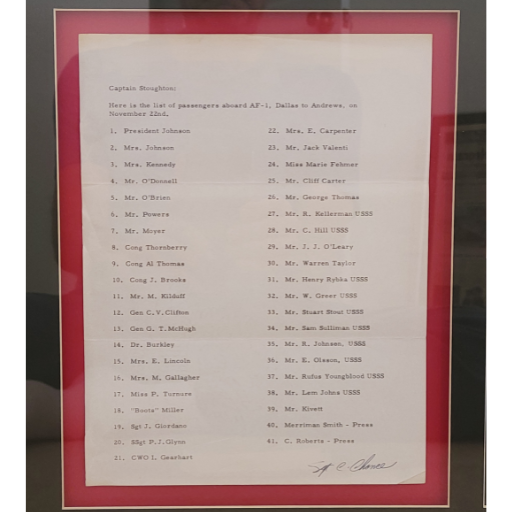 Captain Stoughton:
Here is the list of passengers aboard AF-1, Dallas to Andrews, on
November 22nd.
1. President Johnson
2. Mrs. Johnson
3. Mrs. Kennedy
4. Mr. O'Donnell
5. Mr. O'Brien
6. Mr. Powers
7. Mr. Moyer
8. Cong Thornberry
9. Cong Al Thomas
10. Cong J. Brooks
11. Mr. M. Kilduff
12. Gen C. V. Clifton
13. Gen G. T. McHugh
14. Dr. Burkley
15. Mrs. E. Lincoln
16. Mrs. M. Gallagher
17. Miss P. Turnure
18. "Boots" Miller
19. Sgt J. Giordano
20. SSgt P. J. Glynn
21. CWO I. Gearhart
22. Mrs. E. Carpenter
23. Mr. Jack Valenti
24. Miss Marie Fehmer
25. Mr. Cliff Carter
26. Mr. George Thomas
27. Mr. R. Kellerman USSS
28. Mr. C. Hill USSS
29. Mr. J. J. O'Leary
30. Mr. Warren Taylor
31. Mr. Henry Rybka USSS
32. Mr. W. Greer USSS
33. Mr. Stuart Stout USSS
34. Mr. Sam Sulliman USSS
35. Mr. R. Johnsen, USSS
36. Mr. E. Olsson, USSS
37. Mr. Rufus Youngblood USSS
38. Mr. Lem Johns USSS
39. Mr. Kivett
40. Merriman Smith - Press
41. C. Roberts - Press